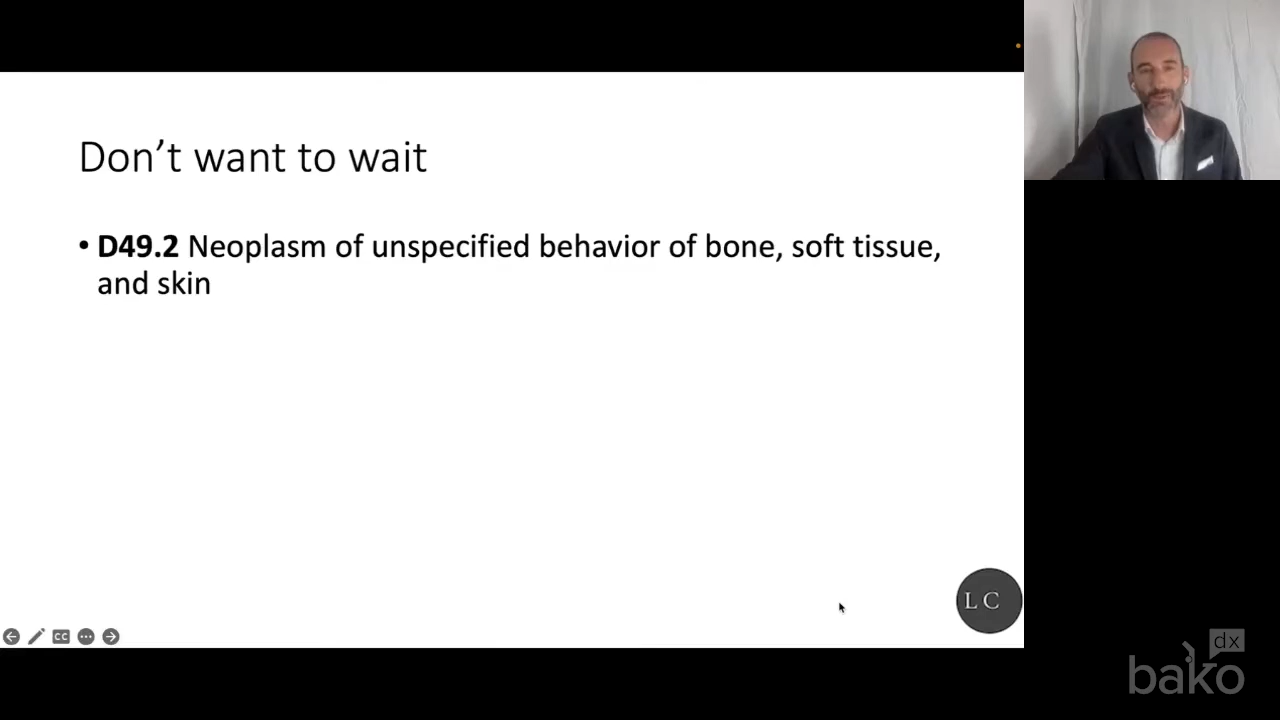 Don't want to wait
• D49.2 Neoplasm of unspecified behavior of bone, soft tissue,
and skin
LC
CC
dx
bako